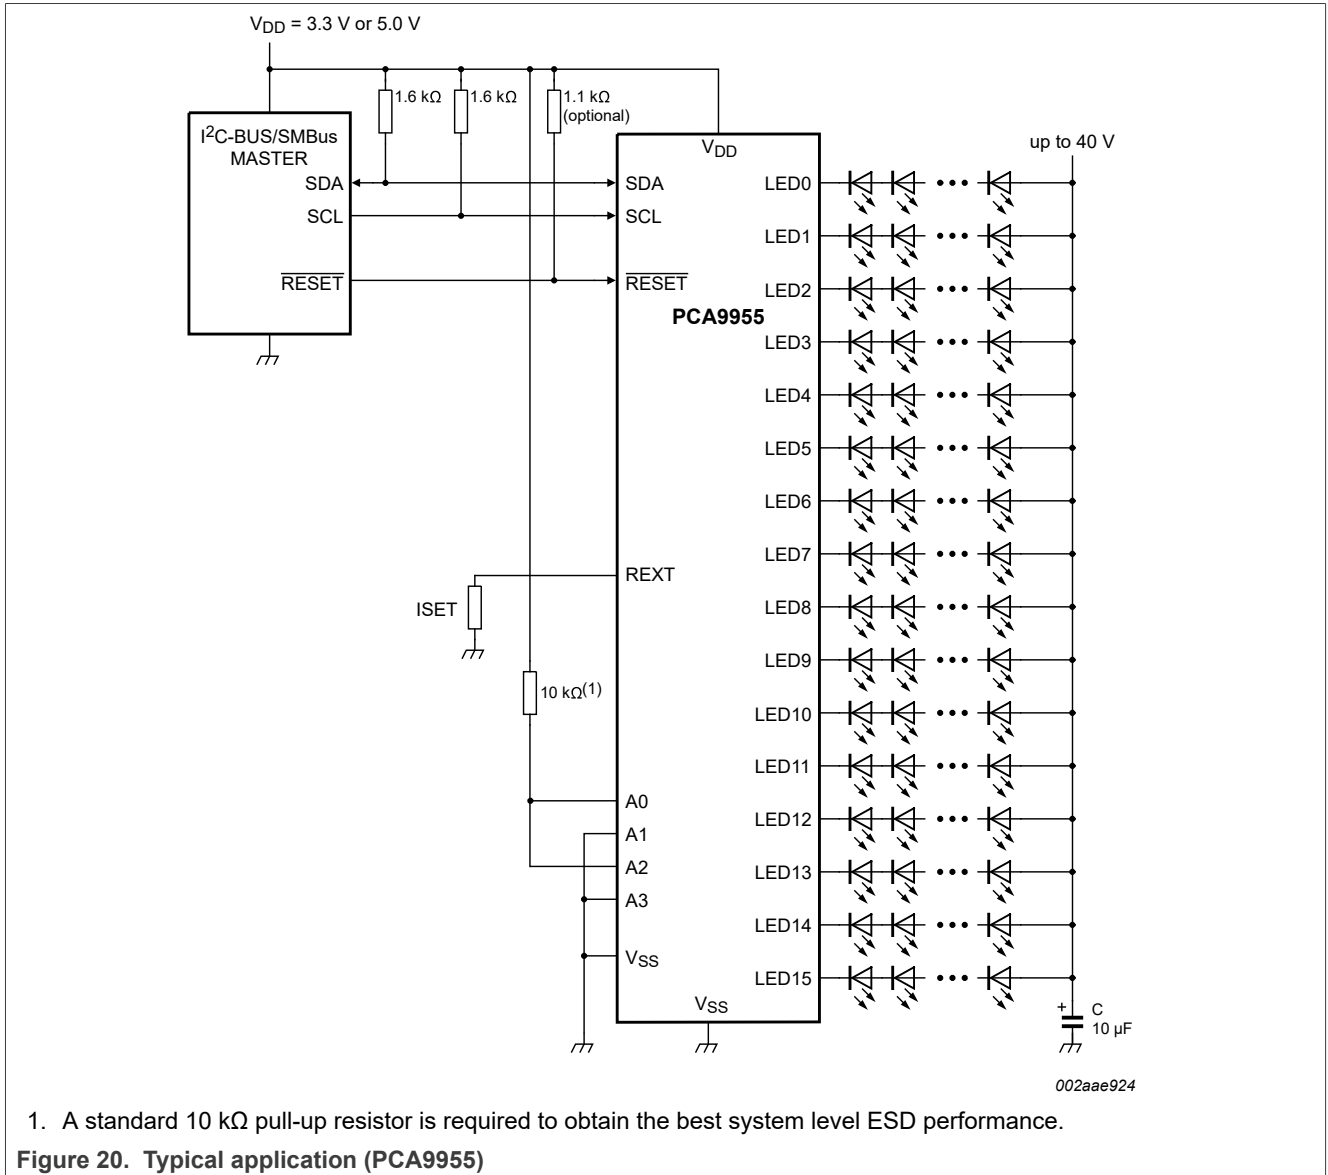 VDD = 3.3 V or 5.0 V
1.6 kΩ
1.6 kΩ
1.1 kΩ
(optional)
I2C-BUS/SMBus
MASTER
SDA
SCL
RESET
VDD
SDA
SCL
RESET
PCA9955
REXT
ISET
10 kΩ(1)
A0
A1
A2
A3
VSS
VSS
LED0
LED1
LED2
LED3
LED4
LED5
LED6
LED7
LED8
LED9
LED10
LED11
LED12
LED13
LED14
LED15
up to 40 V
+
C
10 μF
002aae924
1. A standard 10 kΩ pull-up resistor is required to obtain the best system level ESD performance.
Figure 20. Typical application (PCA9955)